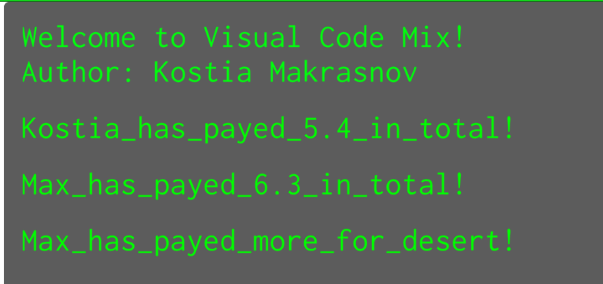 Welcome to Visual Code Mix!
Author: Kostia Makrasnov
Kostia_has_payed_5.4_in_total!
Max_has_payed_6.3_in_total!
Max_has_payed_more_for_desert!